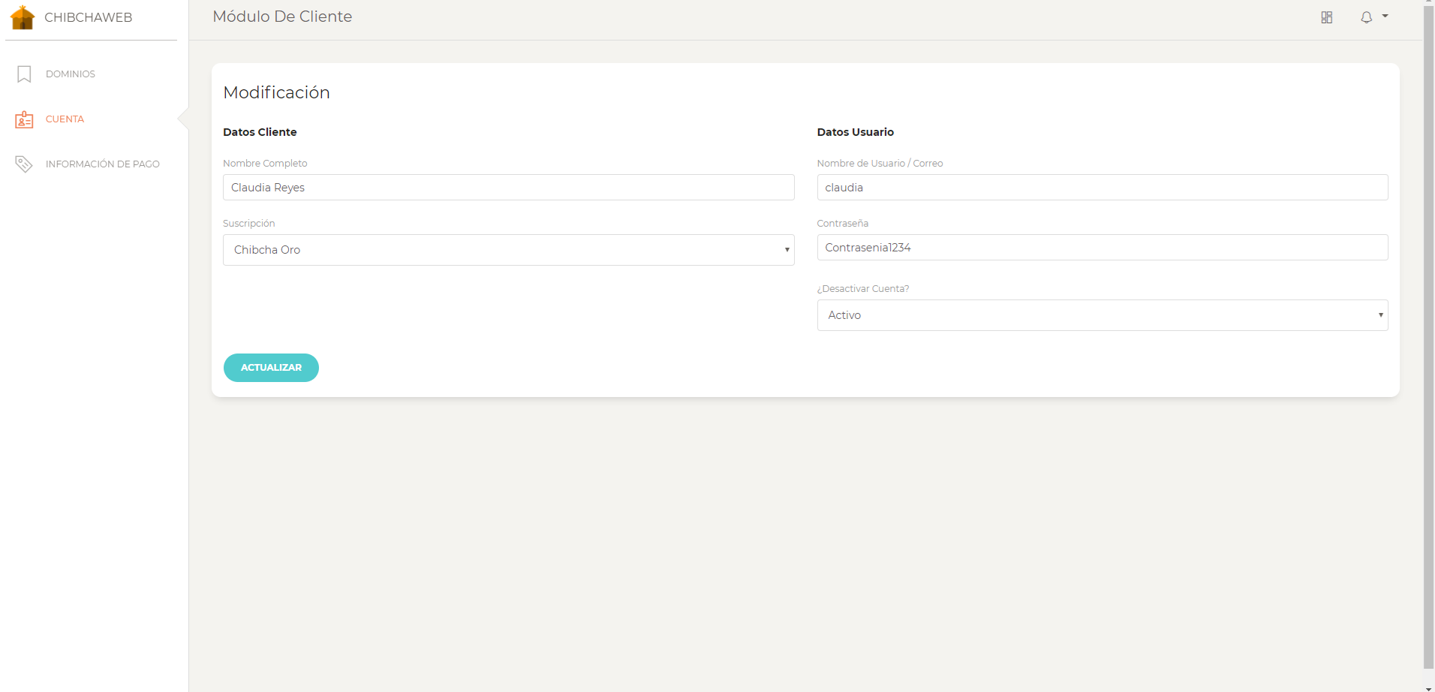 CHIBCHAWEB
DOMINIOS
CUENTA
INFORMACIÓN DE PAGO
Módulo De Cliente
Modificación
Datos Cliente
Nombre Completo
Claudia Reyes
Suscripción
Chibcha Oro
Datos Usuario
Nombre de Usuario / Correo
claudia
Contraseña
Contrasenia1234
¿Desactivar Cuenta?
Activo
ACTUALIZAR